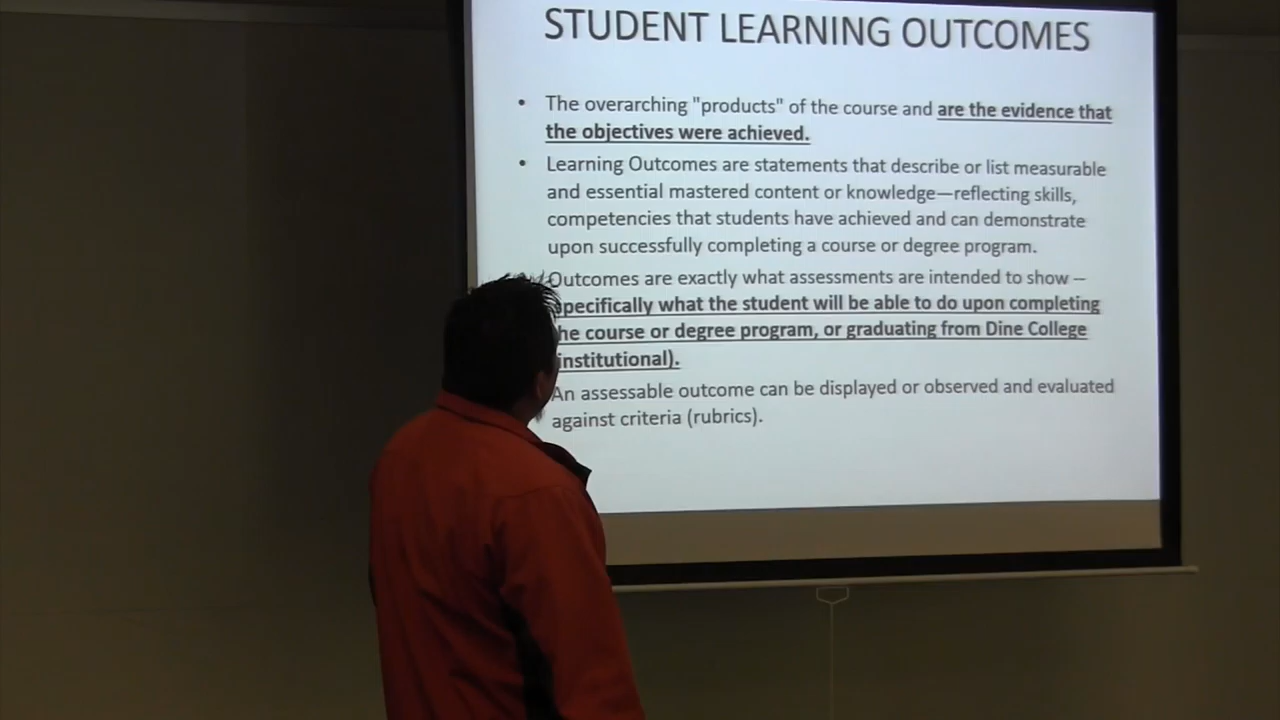 STUDENT LEARNING OUTCOMES
• The overarching "products" of the course and are the evidence that
the objectives were achieved.
• Learning Outcomes are statements that describe or list measurable
and essential mastered content or knowledge—reflecting skills,
competencies that students have achieved and can demonstrate
upon successfully completing a course or degree program.
Outcomes are exactly what assessments are intended to show –
specifically what the student will be able to do upon completing
he course or degree program, or graduating from Dine College
institutional).
An assessable outcome can be displayed or observed and evaluated
against criteria (rubrics).